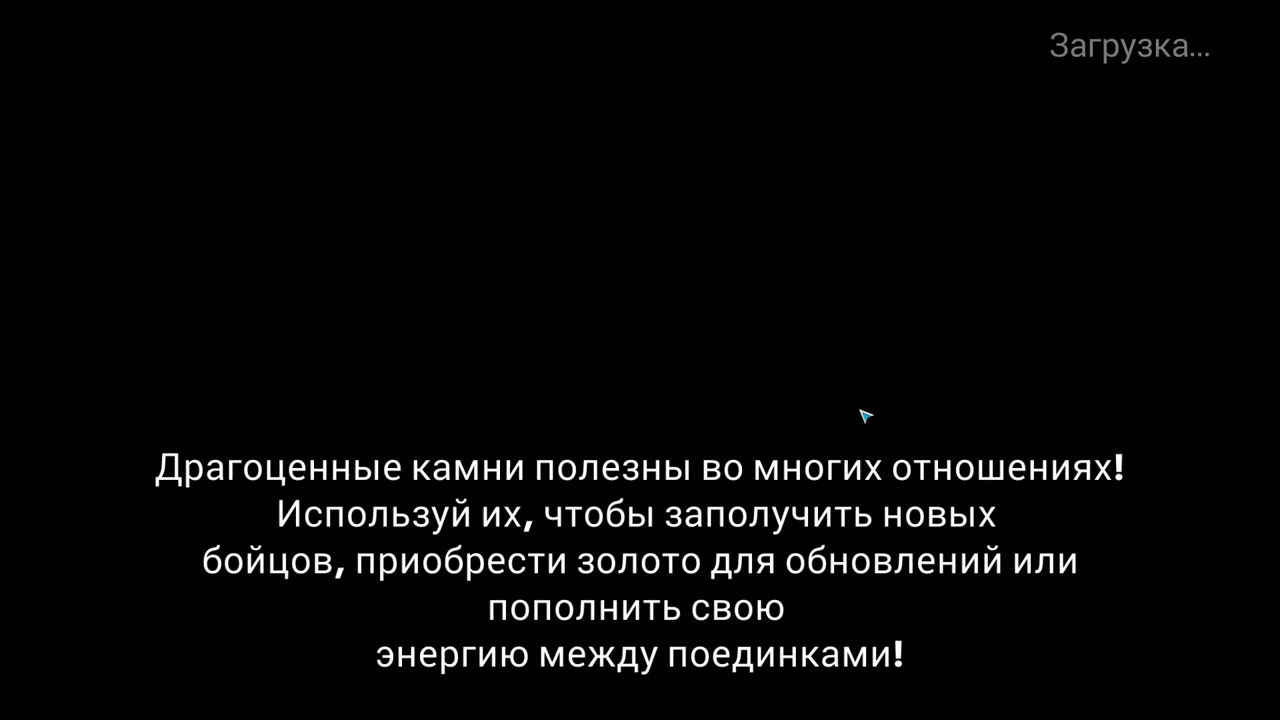 Загрузка...
Драгоценные камни полезны во многих отношениях!
Используй их, чтобы заполучить новых
бойцов, приобрести золото для обновлений или
пополнить свою
энергию между поединками!